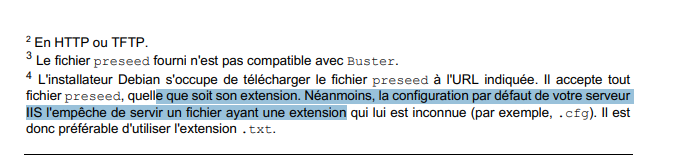 ² En HTTP ou TFTP.
³ Le fichier preseed fourni n'est pas compatible avec Buster.
⁴ L'installateur Debian s'occupe de télécharger le fichier preseed à l'URL indiquée. Il accepte tout
fichier preseed, quelle que soit son extension. Néanmoins, la configuration par défaut de votre serveur
IIS l'empêche de servir un fichier ayant une extension qui lui est inconnue (par exemple, .cfg). Il est
donc préférable d'utiliser l'extension .txt.